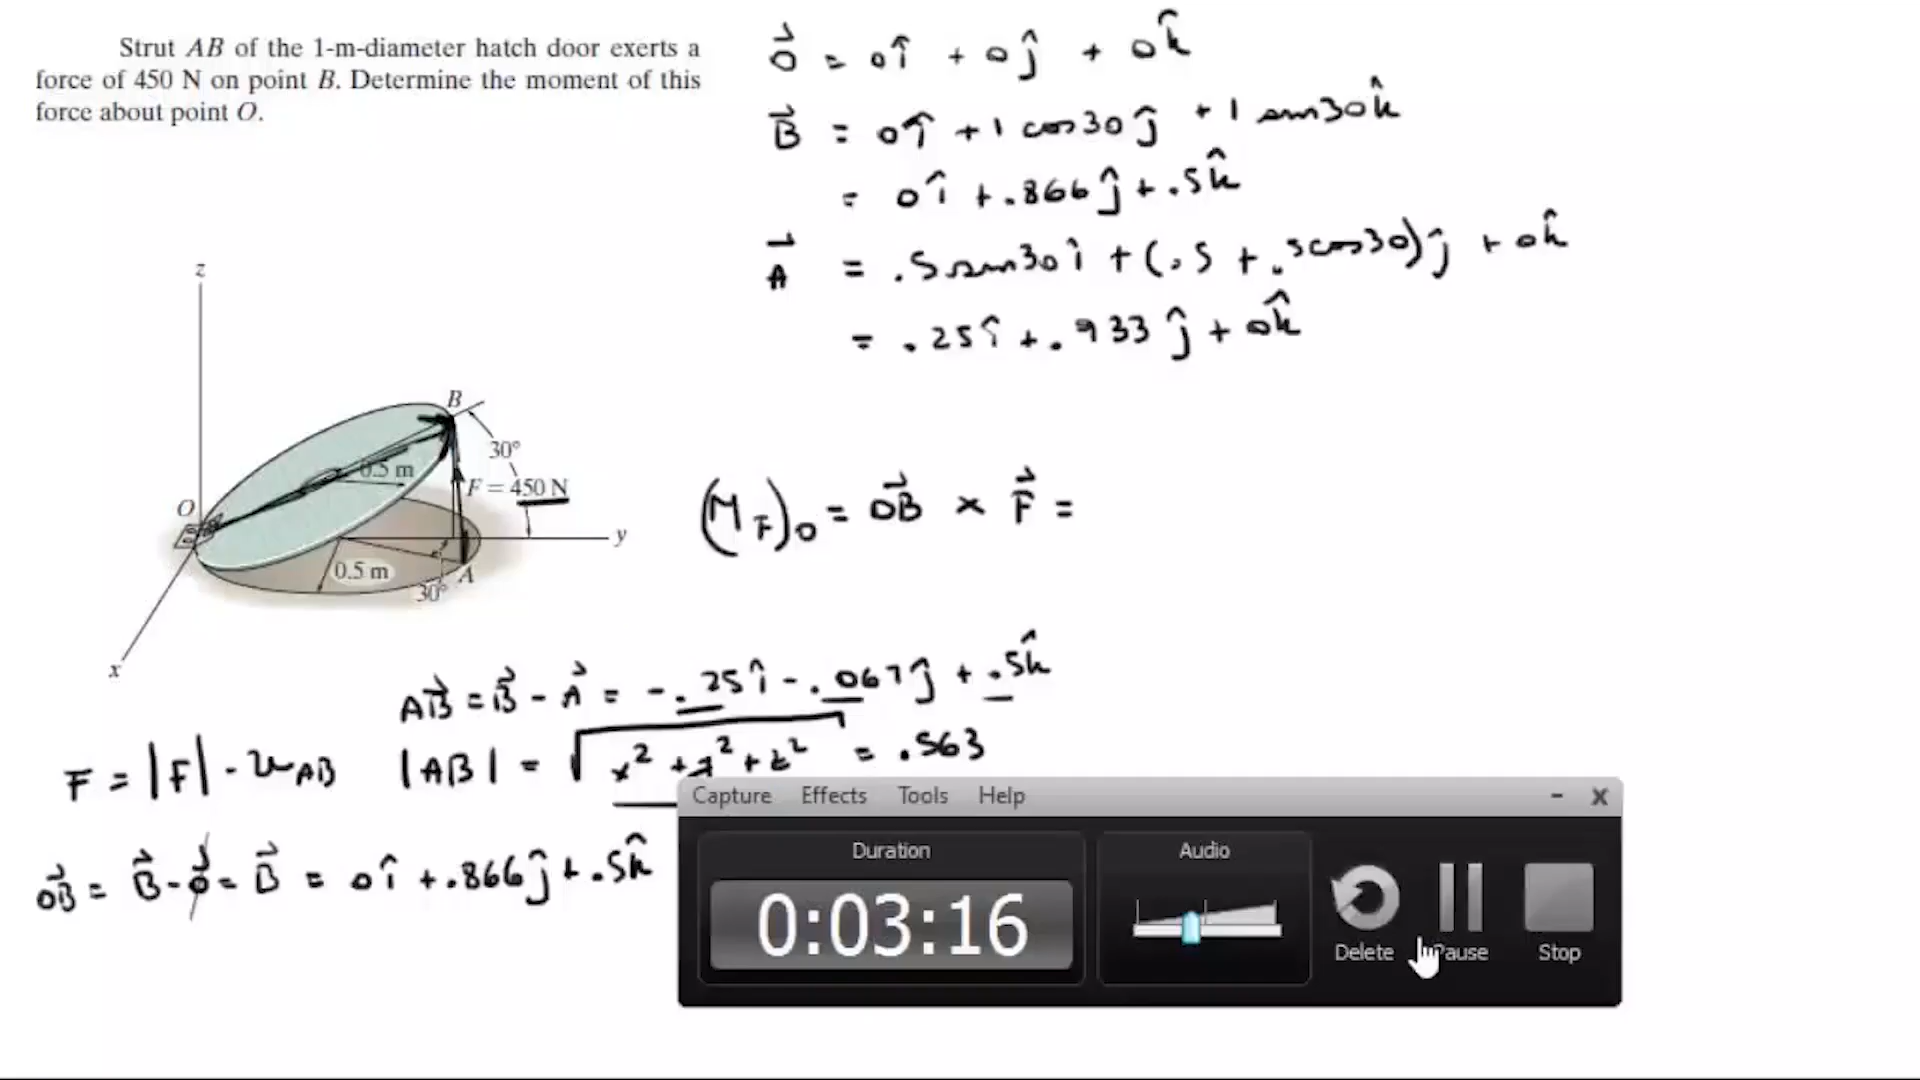 Strut AB of the 1-m-diameter hatch door exerts a
force of 450 N on point B. Determine the moment of this
force about point O.
O⃗ = 0î + 0ĵ + 0k̂
B⃗ = 0î + 1 cos30ĵ + 1 sin30k̂
= 0î + .866ĵ + .5k̂
A⃗ = .5 sin30î + (.5 + .5cos30)ĵ + 0k̂
= .25î + .933ĵ + 0k̂
z
B
30°
0.5 m
F = 450 N
O
y
0.5 m
A
30°
x
(M_F)_O = OB⃗ × F⃗ =
AB⃗ = B⃗ - A⃗ = -.25î - .067ĵ + .5k̂
F = |F| · u_AB
|AB| = √(x² + y² + z²) = .563
OB⃗ = B⃗ - O⃗ = B⃗ = 0î + .866ĵ + .5k̂
Capture Effects Tools Help
- x
Duration
Audio
0:03:16
Delete Pause Stop